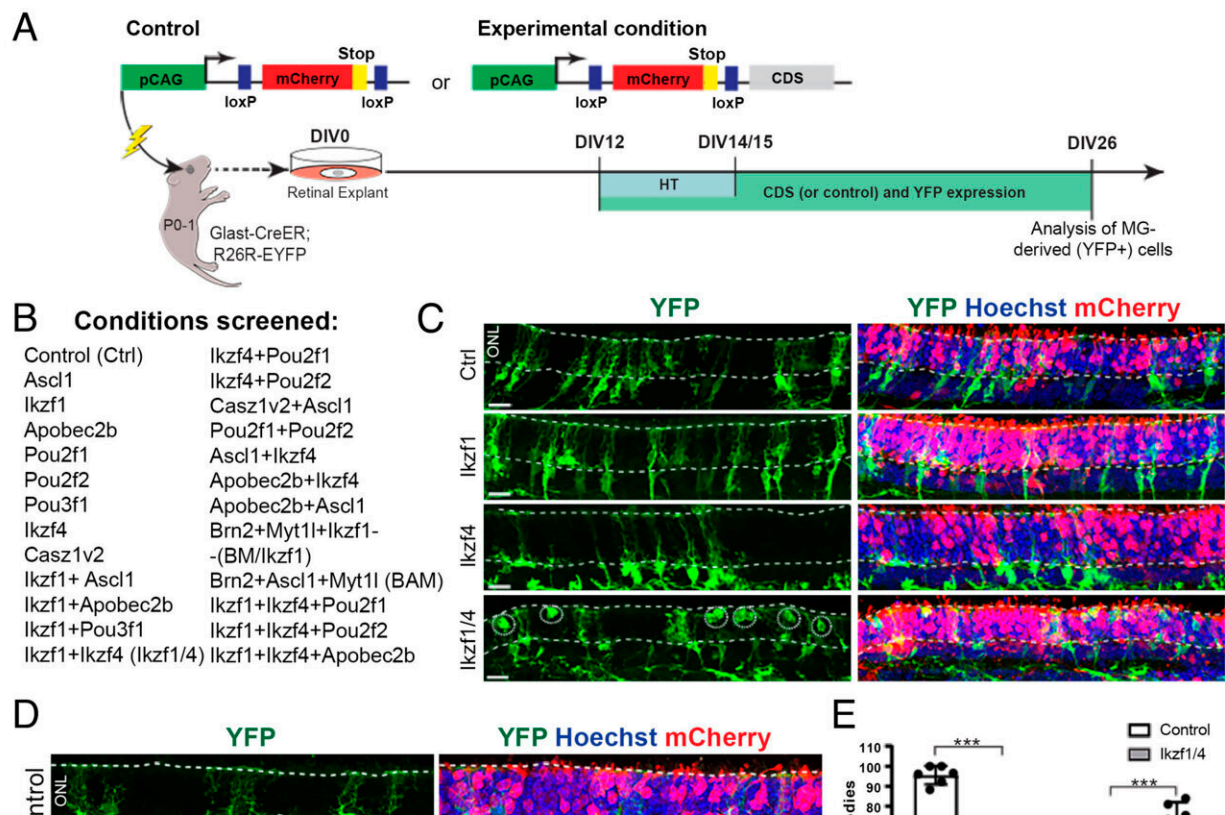 A
Control
Experimental condition
Stop
Stop
pCAG
mCherry
loxP
loxP
or
pCAG
mCherry
CDS
loxP
loxP
DIV0
DIV12
DIV14/15
DIV26
Retinal Explant
HT
CDS (or control) and YFP expression
P0-1
Glast-CreER;
R26R-EYFP
Analysis of MG-
derived (YFP+) cells
B
Conditions screened:
Control (Ctrl)
Ascl1
Ikzf1
Apobec2b
Pou2f1
Pou2f2
Pou3f1
Ikzf4
Casz1v2
Ikzf1+ Ascl1
Ikzf1+Apobec2b
Ikzf1+Pou3f1
Ikzf1+Ikzf4 (Ikzf1/4)
Ikzf4+Pou2f1
Ikzf4+Pou2f2
Casz1v2+Ascl1
Pou2f1+Pou2f2
Ascl1+Ikzf4
Apobec2b+Ikzf4
Apobec2b+Ascl1
Brn2+Myt1l+Ikzf1-
-(BM/Ikzf1)
Brn2+Ascl1+Myt1l (BAM)
Ikzf1+Ikzf4+Pou2f1
Ikzf1+Ikzf4+Pou2f2
Ikzf1+Ikzf4+Apobec2b
C
YFP
YFP Hoechst mCherry
ONL
Ctrl
Ikzf1
Ikzf4
Ikzf1/4
D
YFP
YFP Hoechst mCherry
ONL
ntrol
E
Control
Ikzf1/4
***
***
110
100
90
80
odies